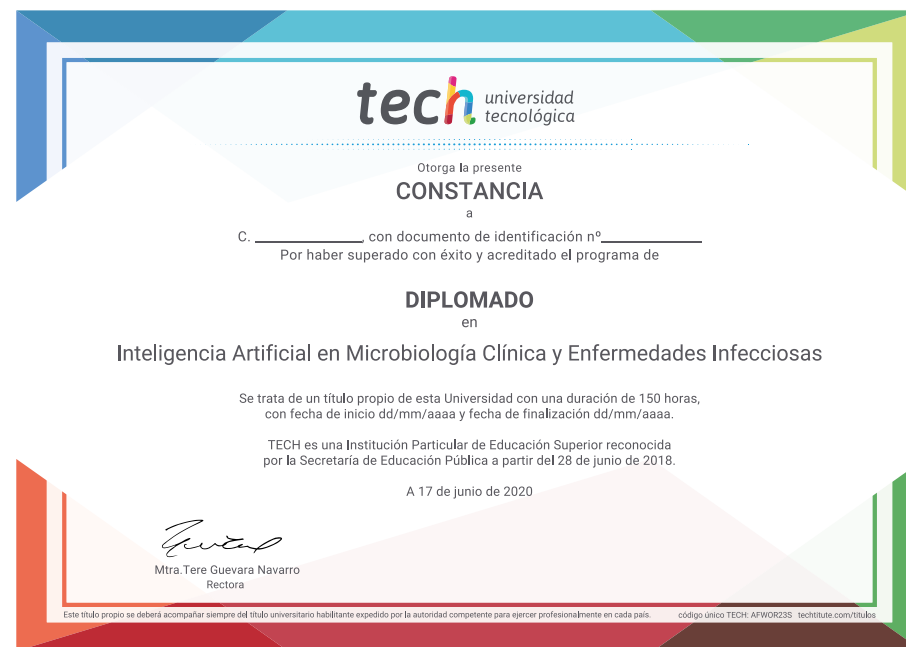 tech universidad
tecnológica
Otorga la presente
CONSTANCIA
a
C. ____________, con documento de identificación nº____________
Por haber superado con éxito y acreditado el programa de
DIPLOMADO
en
Inteligencia Artificial en Microbiología Clínica y Enfermedades Infecciosas
Se trata de un título propio de esta Universidad con una duración de 150 horas,
con fecha de inicio dd/mm/aaaa y fecha de finalización dd/mm/aaaa.
TECH es una Institución Particular de Educación Superior reconocida
por la Secretaría de Educación Pública a partir del 28 de junio de 2018.
A 17 de junio de 2020
Mtra.Tere Guevara Navarro
Rectora
Este título propio se deberá acompañar siempre del título universitario habilitante expedido por la autoridad competente para ejercer profesionalmente en cada país. código único TECH: AFWOR23S techtitute.com/titulos